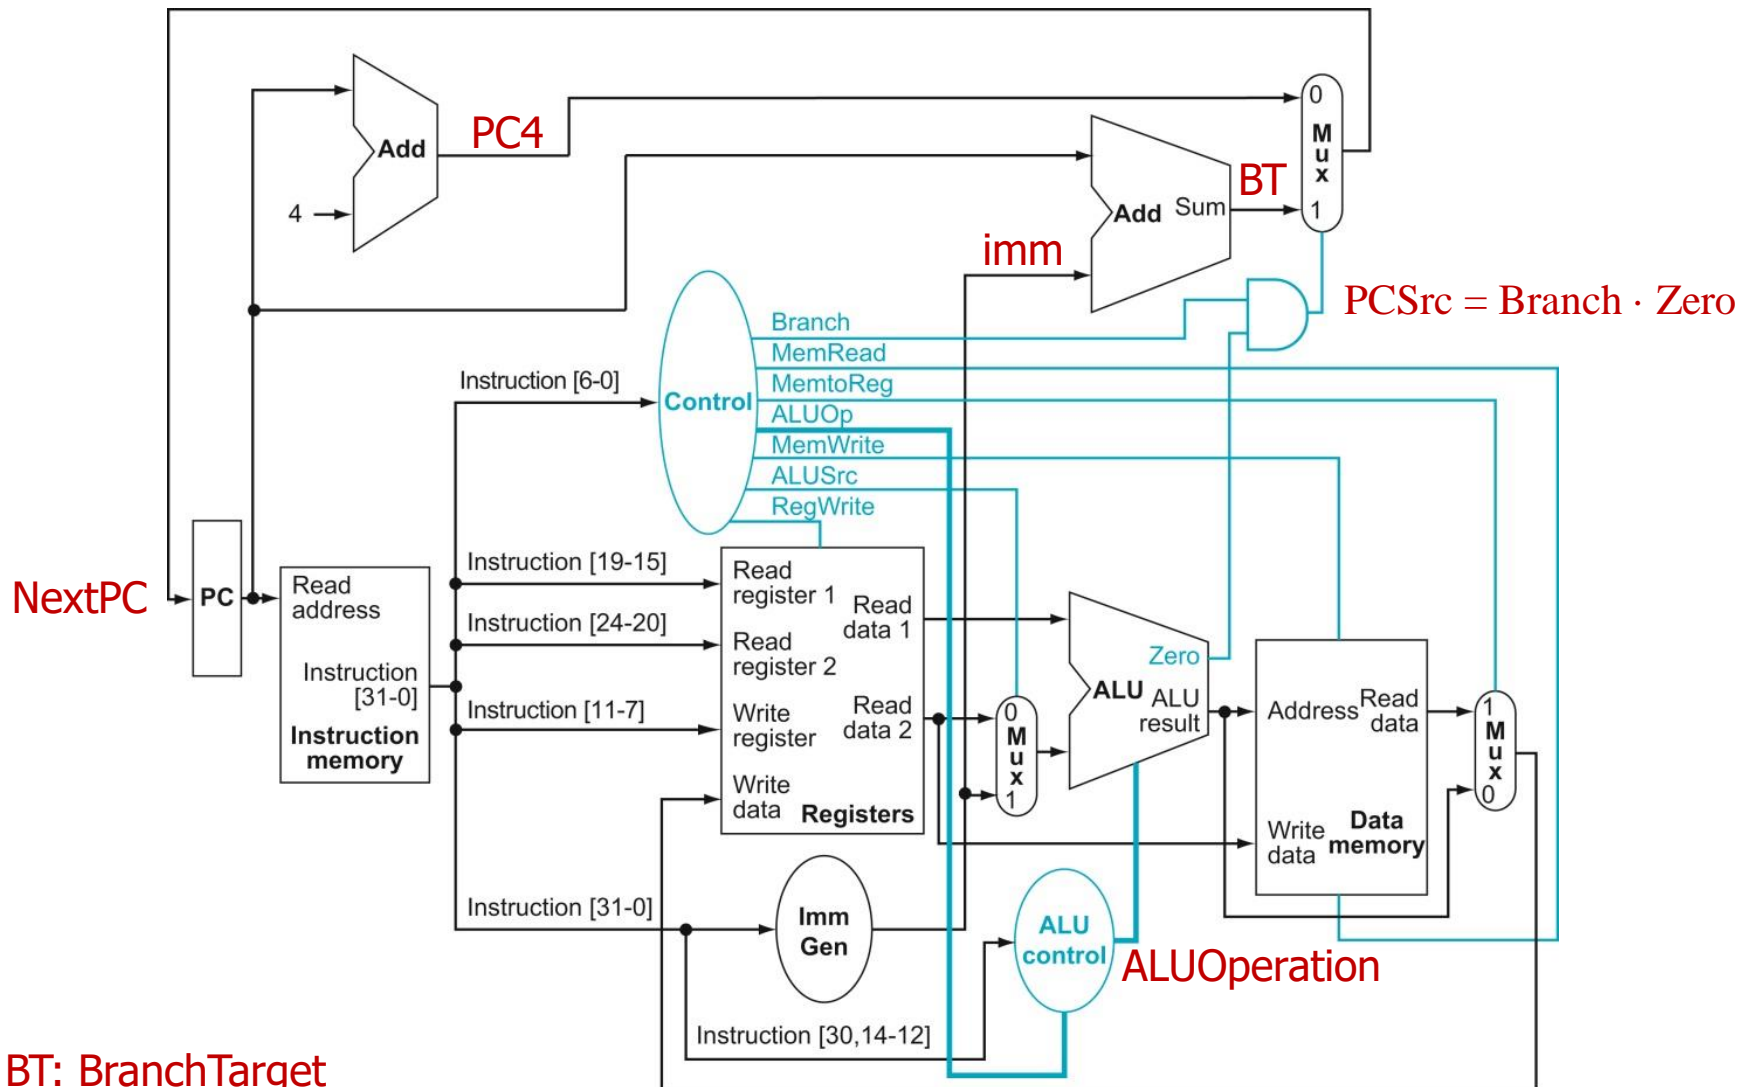 0
M
u
x
1
Add
4
PC4
Add Sum
BT
imm
PCSrc = Branch · Zero
Branch
MemRead
MemtoReg
ALUOp
MemWrite
ALUSrc
RegWrite
Control
Instruction [6-0]
Instruction [19-15]
Instruction [24-20]
Instruction [11-7]
Instruction [31-0]
NextPC
PC
Read
address
Instruction
[31-0]
Instruction
memory
Read
register 1
Read
register 2
Write
register
Write
data
Read
data 1
Read
data 2
Registers
0
M
u
x
1
Zero
ALU
ALU
result
Address
Read
data
Write
data
Data
memory
1
M
u
x
0
Imm
Gen
ALU
control
ALUOperation
Instruction [30,14-12]
BT: BranchTarget